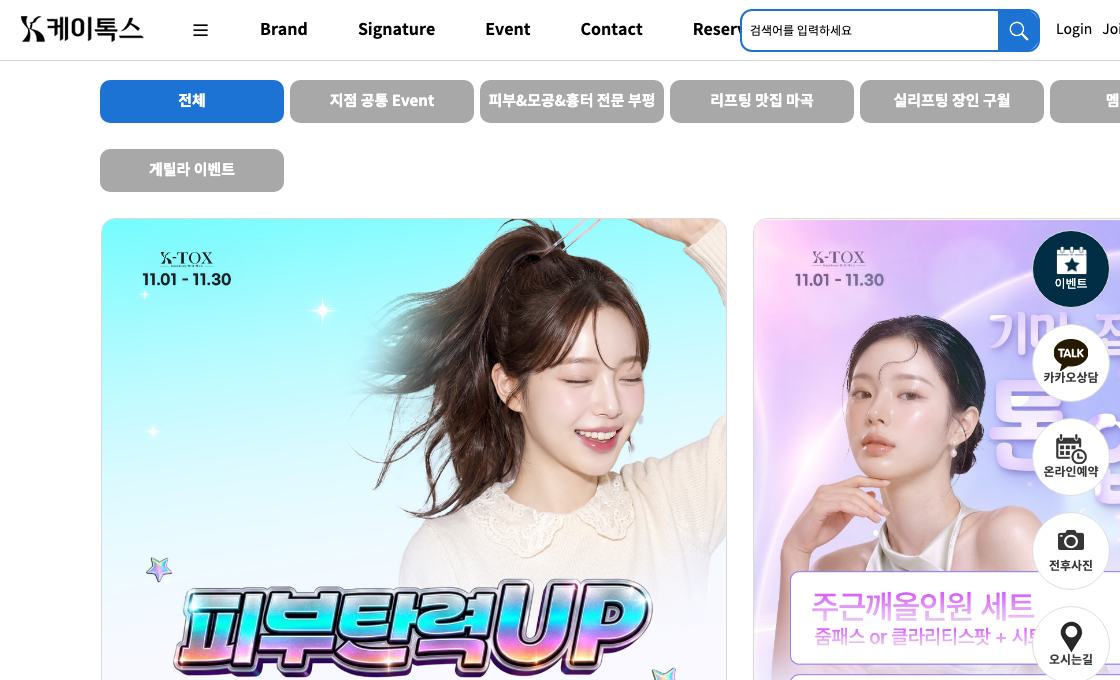 케이톡스
Brand
Signature
Event
Contact
검색어를 입력하세요
Login
전체
지점 공통 Event
피부&모공&흉터 전문 부평
리프팅 맛집 마곡
실리프팅 장인 구월
게릴라 이벤트
K-TOX
11.01 - 11.30
피부탄력UP
K-TOX
11.01 - 11.30
주근깨올인원 세트
줌패스 or 클라리티스팟 +
이벤트
TALK
카카오상담
온라인예약
전후사진
오시는길